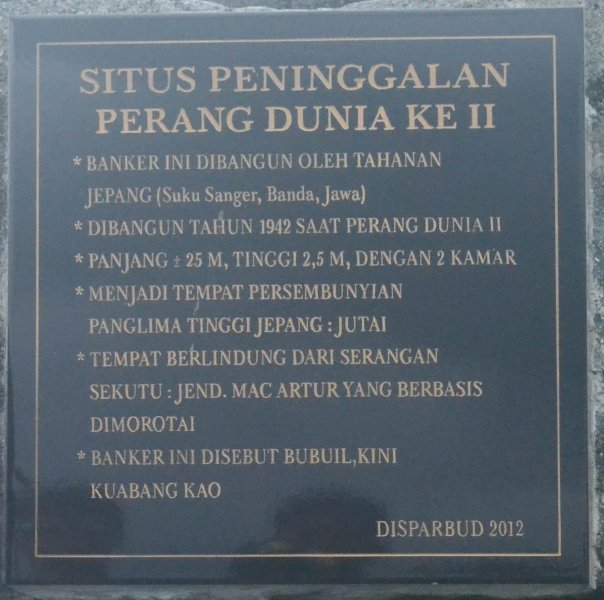 SITUS PENINGGALAN
PERANG DUNIA KE II
* BANKER INI DIBANGUN OLEH TAHANAN
JEPANG (Suku Sanger, Banda, Jawa)
* DIBANGUN TAHUN 1942 SAAT PERANG DUNIA II
* PANJANG ± 25 M, TINGGI 2,5 M, DENGAN 2 KAMAR
* MENJADI TEMPAT PERSEMBUNYIAN
PANGLIMA TINGGI JEPANG : JUTAI
* TEMPAT BERLINDUNG DARI SERANGAN
SEKUTU : JEND. MAC ARTUR YANG BERBASIS
DIMOROTAI
* BANKER INI DISEBUT BUBUIL,KINI
KUABANG KAO
DISPARBUD 2012